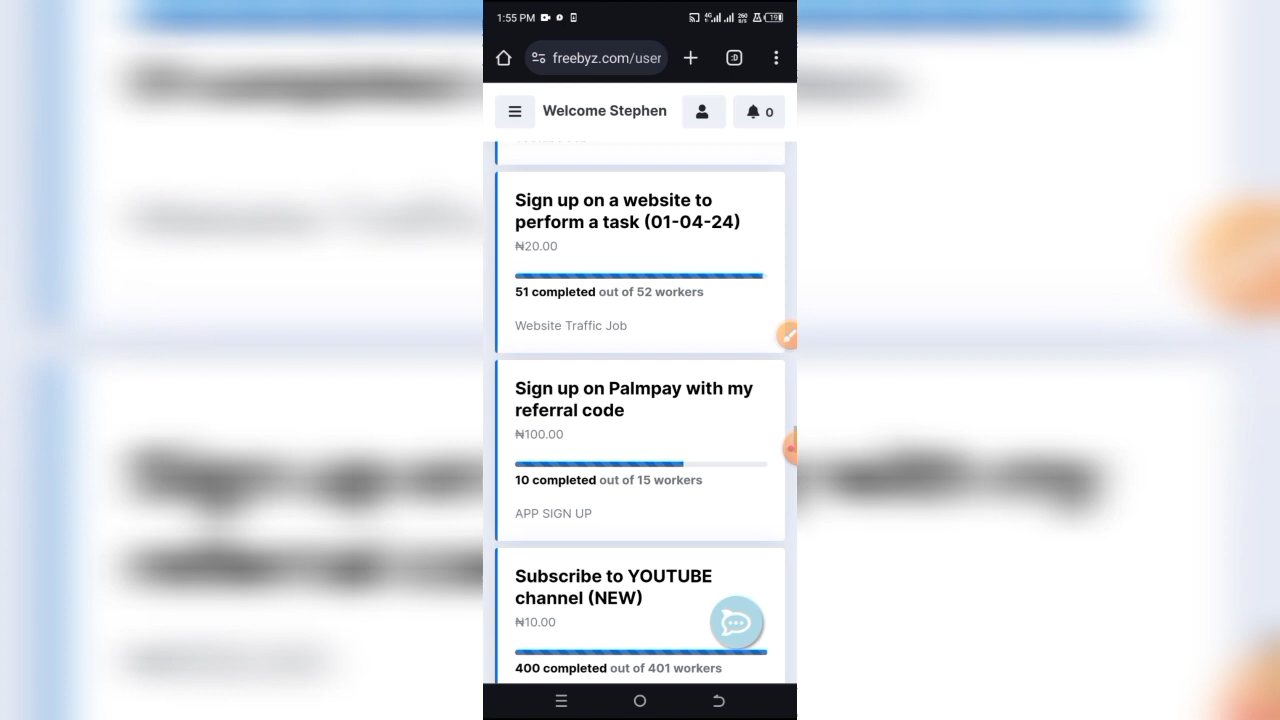 1:55 PM 4G 260 B/S 19
freebyz.com/user
Welcome Stephen 0
Sign up on a website to
perform a task (01-04-24)
₦20.00
51 completed out of 52 workers
Website Traffic Job
Sign up on Palmpay with my
referral code
₦100.00
10 completed out of 15 workers
APP SIGN UP
Subscribe to YOUTUBE
channel (NEW)
₦10.00
400 completed out of 401 workers